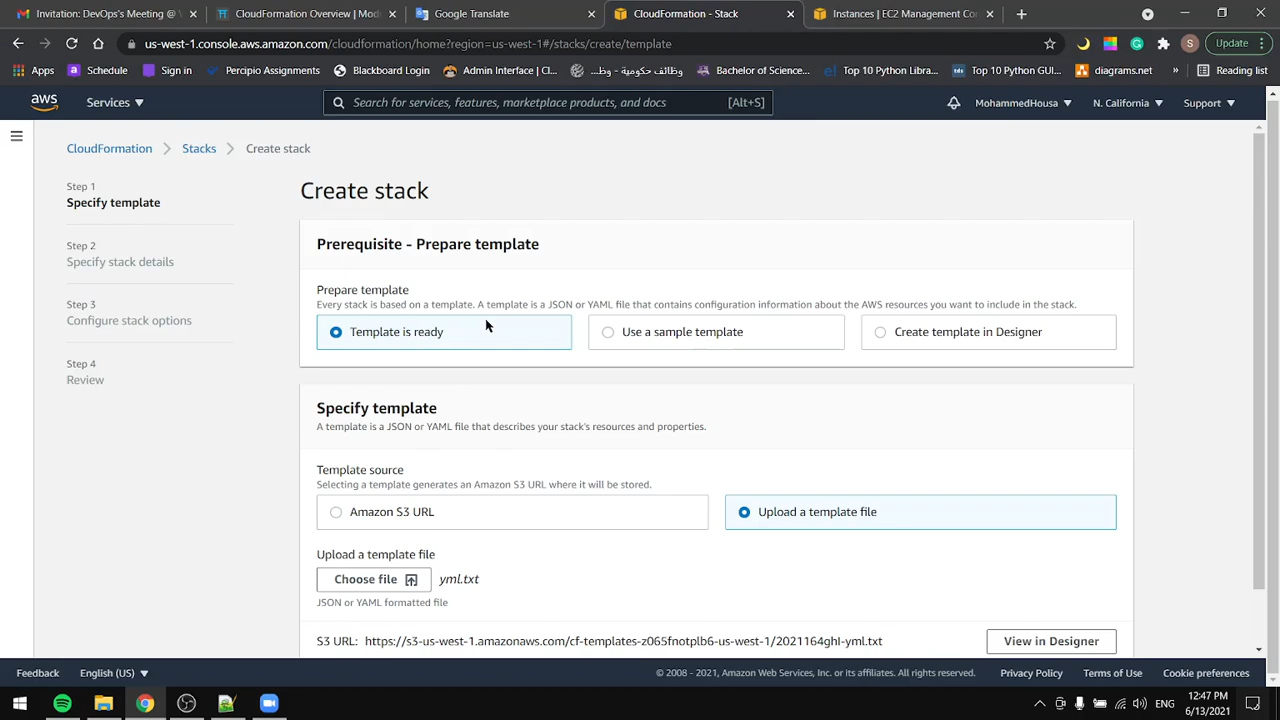 Invitation: DevOps's Meeting @
CloudFormation Overview | Mod
Google Translate
CloudFormation - Stack
Instances | EC2 Management Co
us-west-1.console.aws.amazon.com/cloudformation/home?region=us-west-1#/stacks/create/template
S
Update
Apps
Schedule
Sign in
Percipio Assignments
Blackboard Login
Admin Interface | Cl...
وظائف حكومية - وظ...
Bachelor of Science...
Top 10 Python Libra...
Top 10 Python GUI...
diagrams.net
»
Reading list
aws
Services
Search for services, features, marketplace products, and docs [Alt+S]
MohammedHousa
N. California
Support
CloudFormation
Stacks
Create stack
Step 1
Specify template
Step 2
Specify stack details
Step 3
Configure stack options
Step 4
Review
Create stack
Prerequisite - Prepare template
Prepare template
Every stack is based on a template. A template is a JSON or YAML file that contains configuration information about the AWS resources you want to include in the stack.
Template is ready
Use a sample template
Create template in Designer
Specify template
A template is a JSON or YAML file that describes your stack's resources and properties.
Template source
Selecting a template generates an Amazon S3 URL where it will be stored.
Amazon S3 URL
Upload a template file
Upload a template file
Choose file
yml.txt
JSON or YAML formatted file
S3 URL: https://s3-us-west-1.amazonaws.com/cf-templates-z065fnotplb6-us-west-1/2021164ghI-yml.txt
View in Designer
Feedback
English (US)
© 2008 - 2021, Amazon Web Services, Inc. or its affiliates. All rights reserved.
Privacy Policy
Terms of Use
Cookie preferences
ENG
12:47 PM
6/13/2021